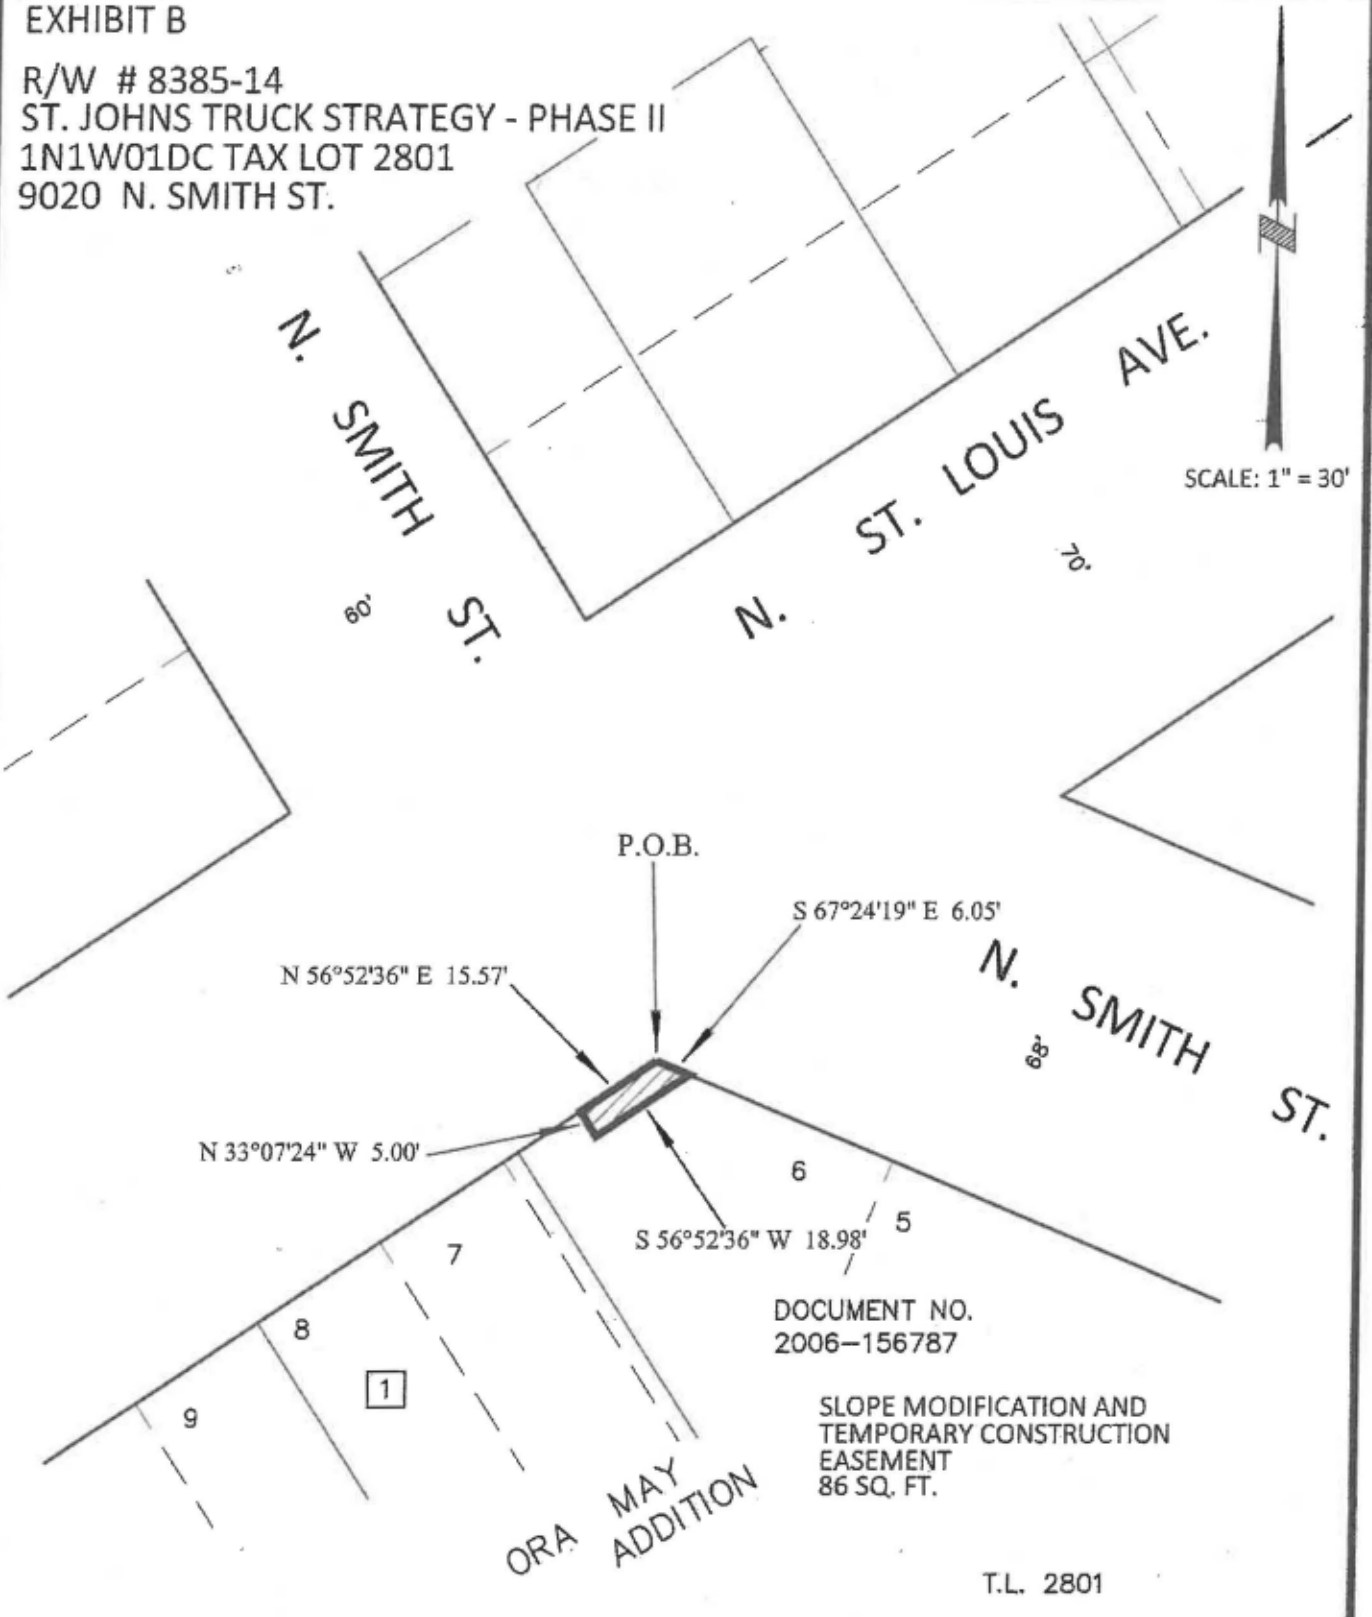 EXHIBIT B
R/W # 8385-14
ST. JOHNS TRUCK STRATEGY - PHASE II
1N1W01DC TAX LOT 2801
9020 N. SMITH ST.
N. SMITH ST.
60'
N. ST. LOUIS AVE.
70'
N
SCALE: 1" = 30'
P.O.B.
S 67°24'19" E 6.05'
N 56°52'36" E 15.57'
N. SMITH ST.
68'
N 33°07'24" W 5.00'
S 56°52'36" W 18.98'
6
5
7
8
9
1
DOCUMENT NO.
2006-156787
SLOPE MODIFICATION AND
TEMPORARY CONSTRUCTION
EASEMENT
86 SQ. FT.
ORA MAY
ADDITION
T.L. 2801